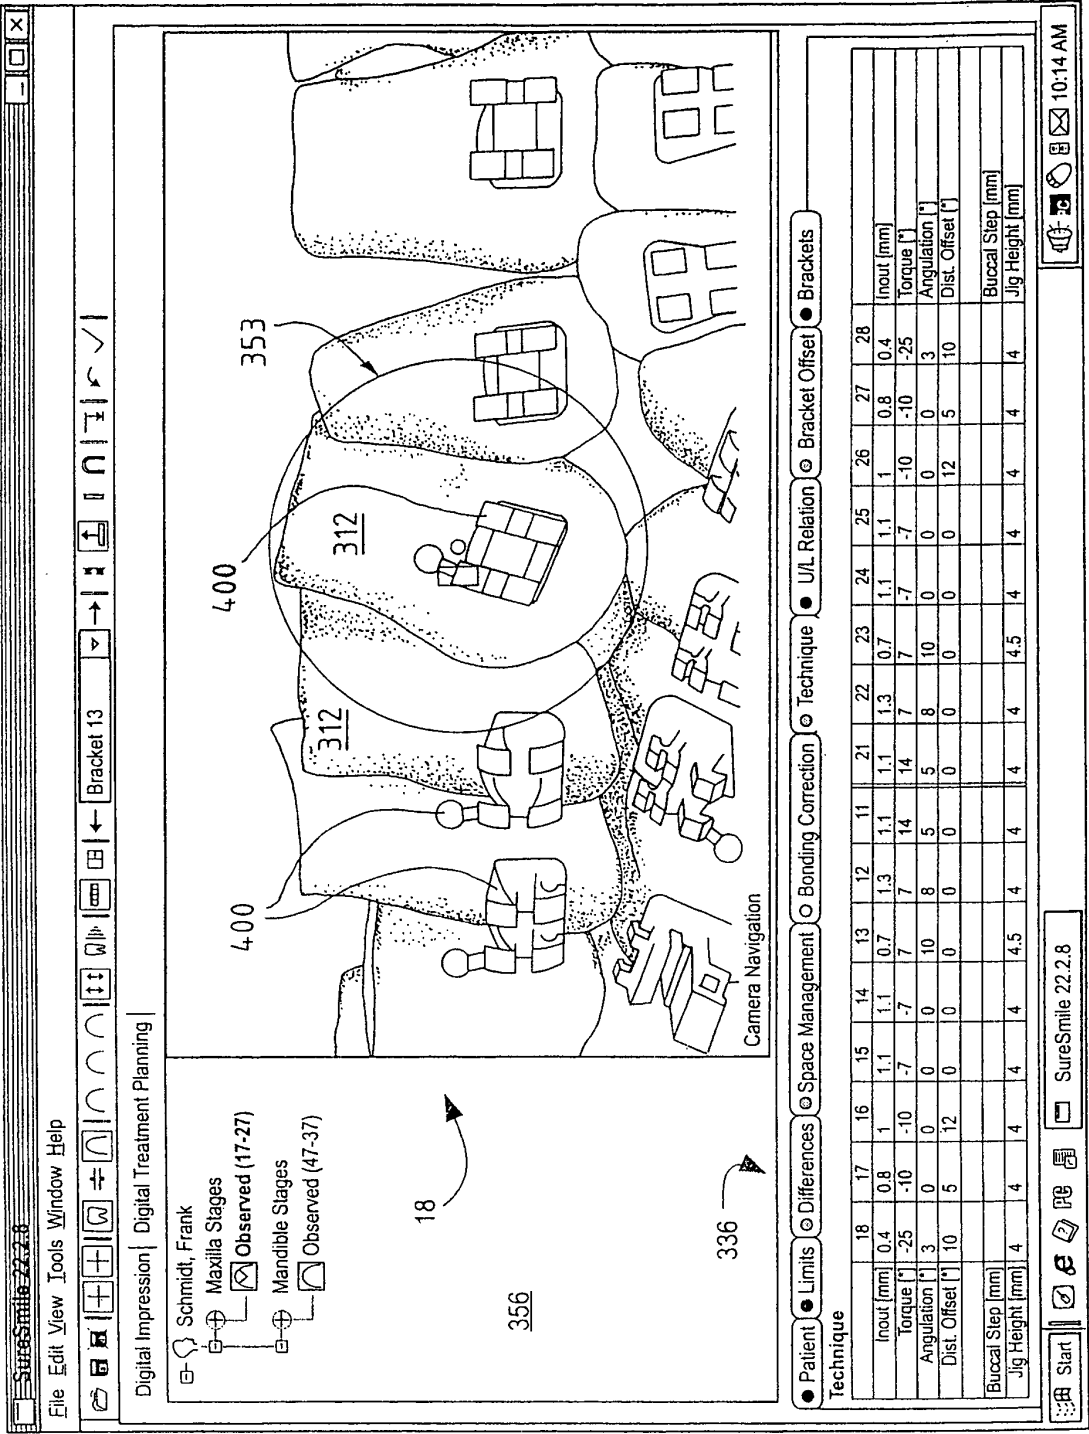 SureSmile 22.2.8
File Edit View Tools Window Help
Bracket 13
Digital Impression Digital Treatment Planning
Schmidt, Frank
Maxilla Stages
Observed (17-27)
Mandible Stages
Observed (47-37)
18
356
336
400
400
312
312
353
Camera Navigation
Patient Limits Differences Space Management Bonding Correction Technique U/L Relation Bracket Offset Brackets
Technique
18 17 16 15 14 13 12 11 21 22 23 24 25 26 27 28
Inout [mm] 0.4 0.8 1 1.1 1.1 0.7 1.3 1.1 1.1 1.3 0.7 1.1 1.1 1 0.8 0.4 Inout [mm]
Torque [°] -25 -10 -10 -7 -7 7 7 14 14 7 7 -7 -7 -10 -10 -25 Torque [°]
Angulation [°] 3 0 0 0 0 10 8 5 5 8 10 0 0 0 0 3 Angulation [°]
Dist. Offset [°] 10 5 12 0 0 0 0 0 0 0 0 0 0 12 5 10 Dist. Offset [°]
Buccal Step [mm] Buccal Step [mm]
Jig Height [mm] 4 4 4 4 4 4.5 4 4 4 4 4.5 4 4 4 4 4 Jig Height [mm]
Start SureSmile 22.2.8 10:14 AM